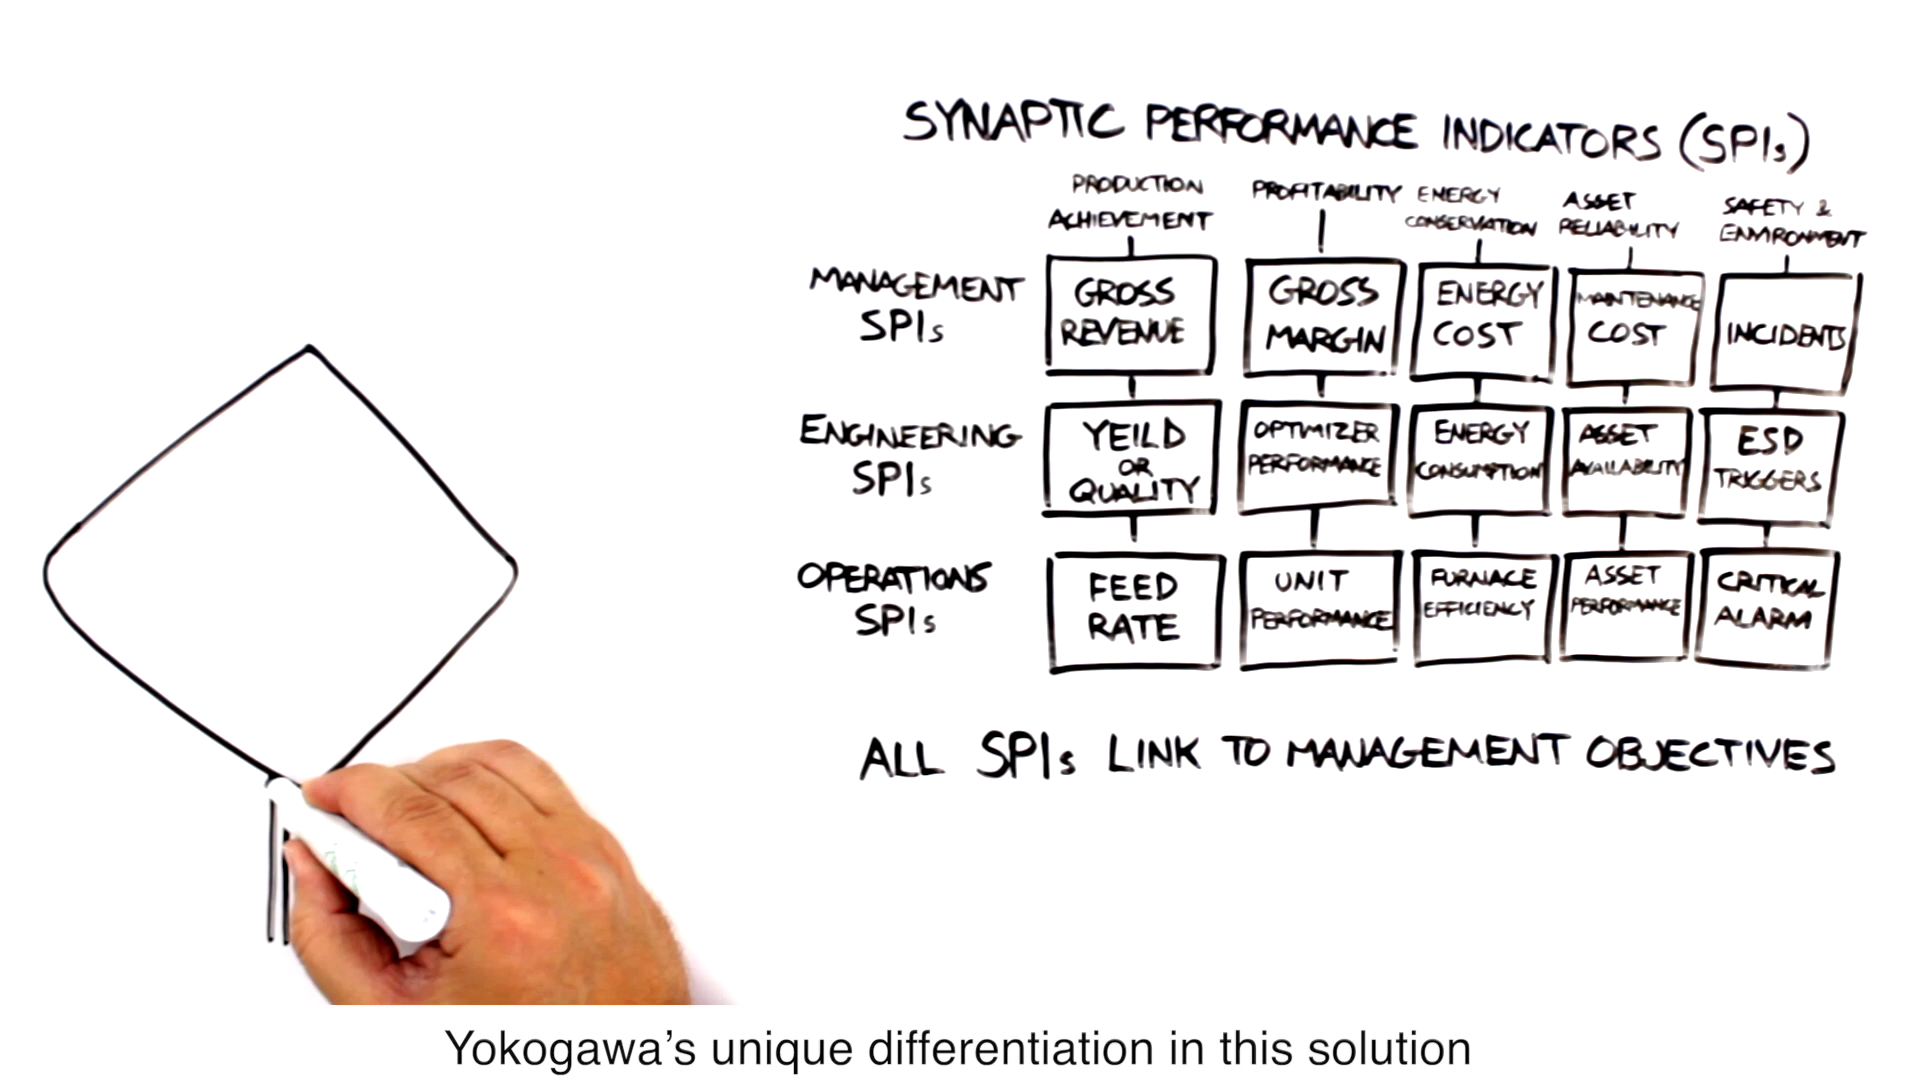 SYNAPTIC PERFORMANCE INDICATORS (SPIs)
PRODUCTION
ACHIEVEMENT
PROFITABILITY
ENERGY
CONSERVATION
ASSET
RELIABILITY
SAFETY &
ENVIRONMENT
MANAGEMENT
SPIs
GROSS
REVENUE
GROSS
MARGIN
ENERGY
COST
MAINTENANCE
COST
INCIDENTS
ENGINEERING
SPIs
YEILD
OR
QUALITY
OPTIMIZER
PERFORMANCE
ENERGY
CONSUMPTION
ASSET
AVAILABILITY
ESD
TRIGGERS
OPERATIONS
SPIs
FEED
RATE
UNIT
PERFORMANCE
FURNACE
EFFICIENCY
ASSET
PERFORMANCE
CRITICAL
ALARM
ALL SPIs LINK TO MANAGEMENT OBJECTIVES
Yokogawa’s unique differentiation in this solution